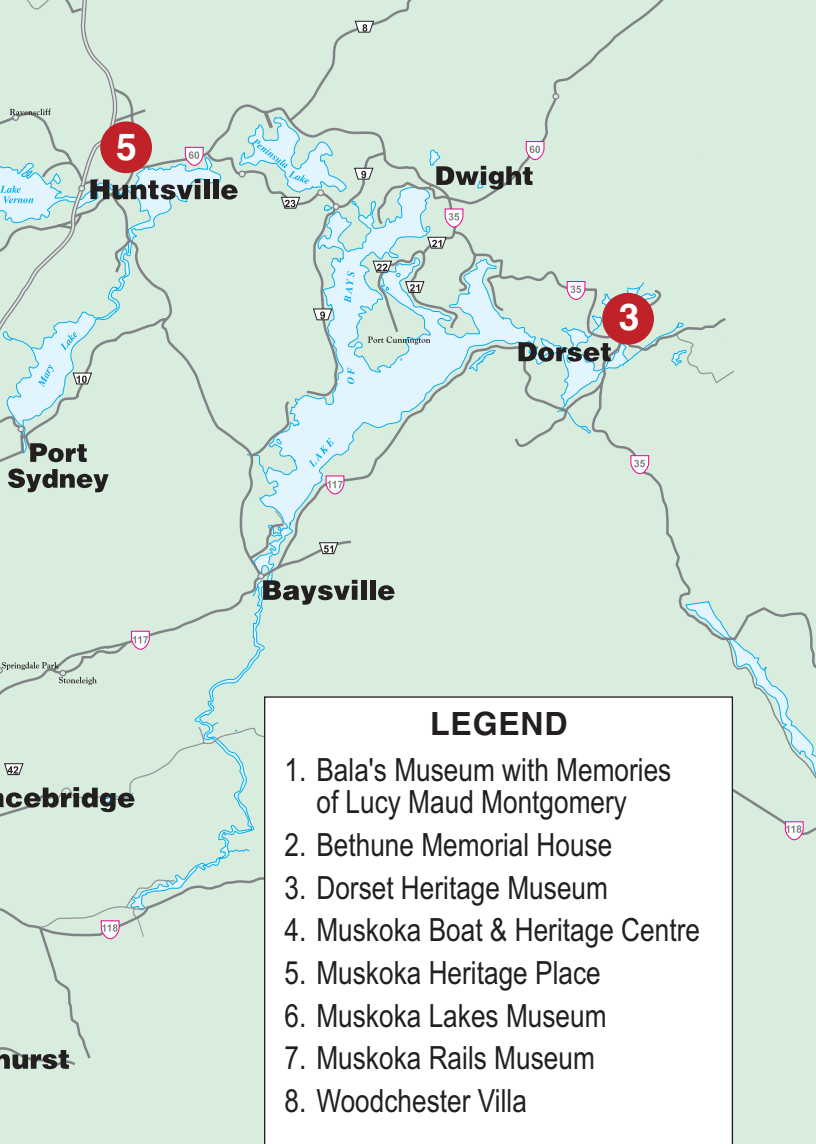 8
Ravenscliff
5
60
Peninsula Lake
60
9
Dwight
Lake
Vernon
Huntsville
23
35
21
22
21
BAYS
35
3
9
Port Cunnington
Mary Lake
Dorset
OF
10
LAKE
Port
Sydney
35
117
51
Baysville
117
Springdale Park
Stoneleigh
42
acebridge
118
118
hurst
LEGEND
1. Bala's Museum with Memories
of Lucy Maud Montgomery
2. Bethune Memorial House
3. Dorset Heritage Museum
4. Muskoka Boat & Heritage Centre
5. Muskoka Heritage Place
6. Muskoka Lakes Museum
7. Muskoka Rails Museum
8. Woodchester Villa